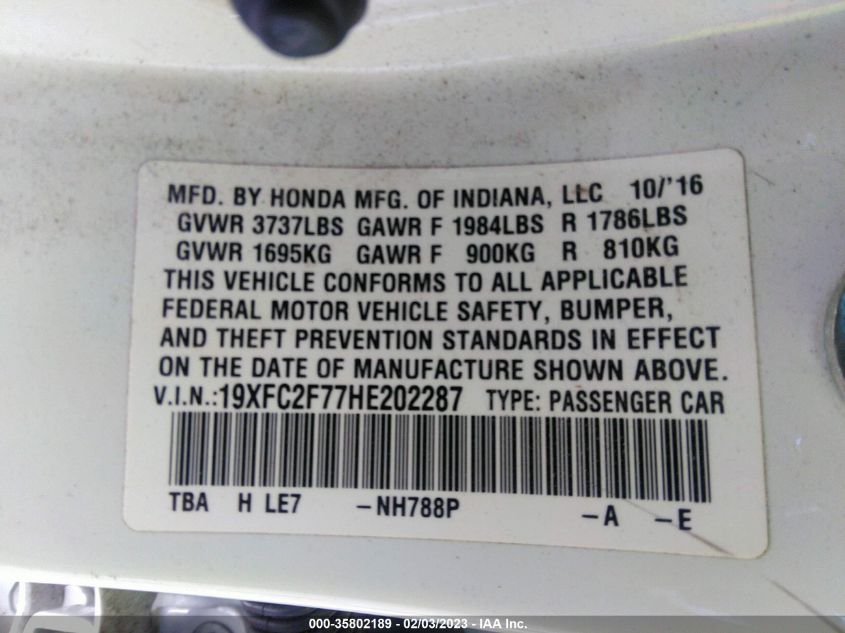 MFD. BY HONDA MFG. OF INDIANA, LLC 10/'16
GVWR 3737LBS GAWR F 1984LBS R 1786LBS
GVWR 1695KG GAWR F 900KG R 810KG
THIS VEHICLE CONFORMS TO ALL APPLICABLE
FEDERAL MOTOR VEHICLE SAFETY, BUMPER,
AND THEFT PREVENTION STANDARDS IN EFFECT
ON THE DATE OF MANUFACTURE SHOWN ABOVE.
V.I.N.:19XFC2F77HE202287 TYPE: PASSENGER CAR
TBA H LE7 -NH788P -A -E
000-35802189 - 02/03/2023 - IAA Inc.